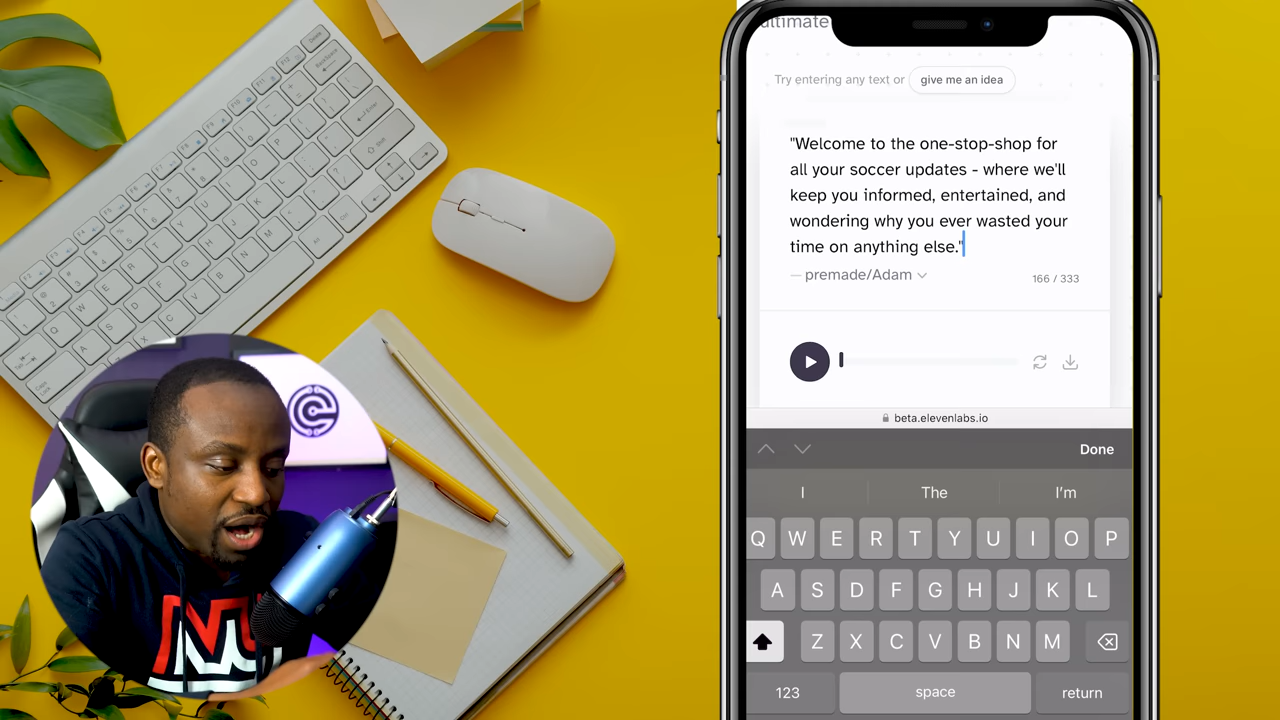 ultimate
Try entering any text or give me an idea
"Welcome to the one-stop-shop for
all your soccer updates - where we'll
keep you informed, entertained, and
wondering why you ever wasted your
time on anything else."
— premade/Adam
166 / 333
beta.elevenlabs.io
Done
I The I'm
Q W E R T Y U I O P
A S D F G H J K L
Z X C V B N M
123 space return